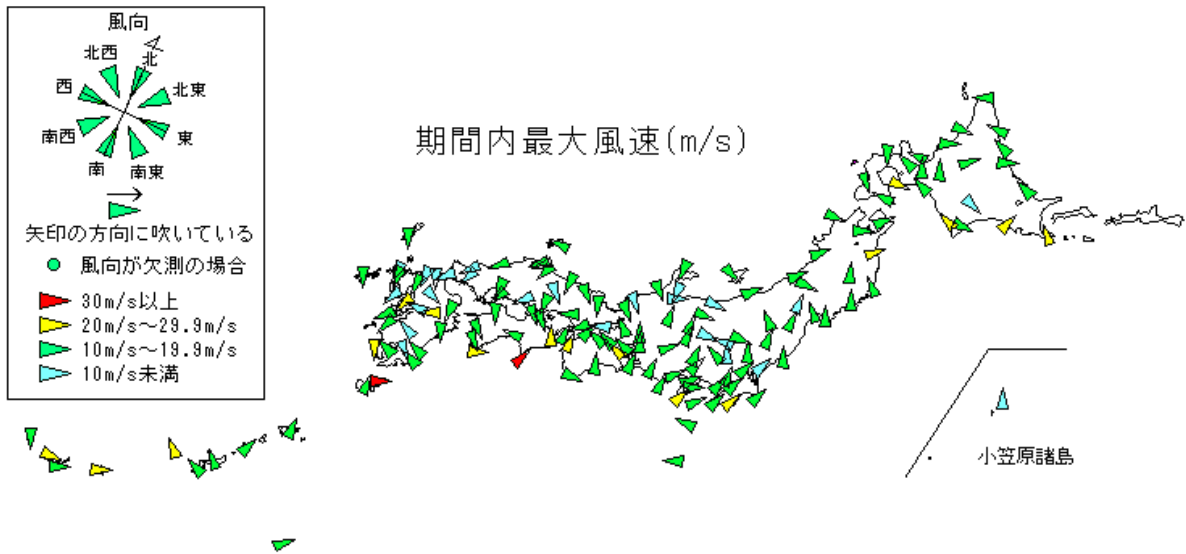 風向
北西
北
西
北東
南西
東
南
南東
矢印の方向に吹いている
風向が欠測の場合
30m/s以上
20m/s～29.9m/s
10m/s～19.9m/s
10m/s未満
期間内最大風速(m/s)
小笠原諸島